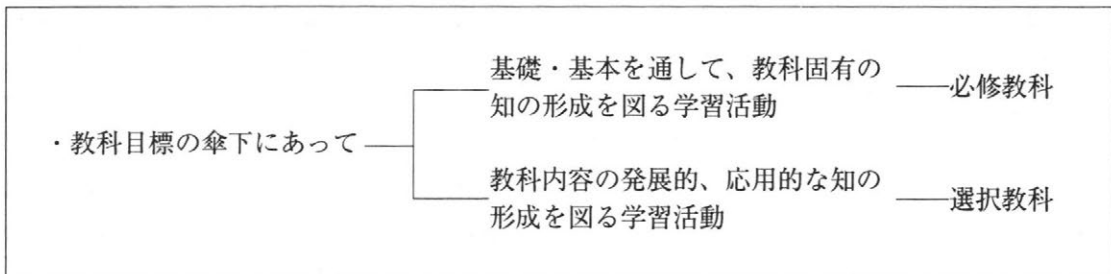 ・教科目標の傘下にあって
基礎・基本を通して、教科固有の
知の形成を図る学習活動
必修教科
教科内容の発展的、応用的な知の
形成を図る学習活動
選択教科